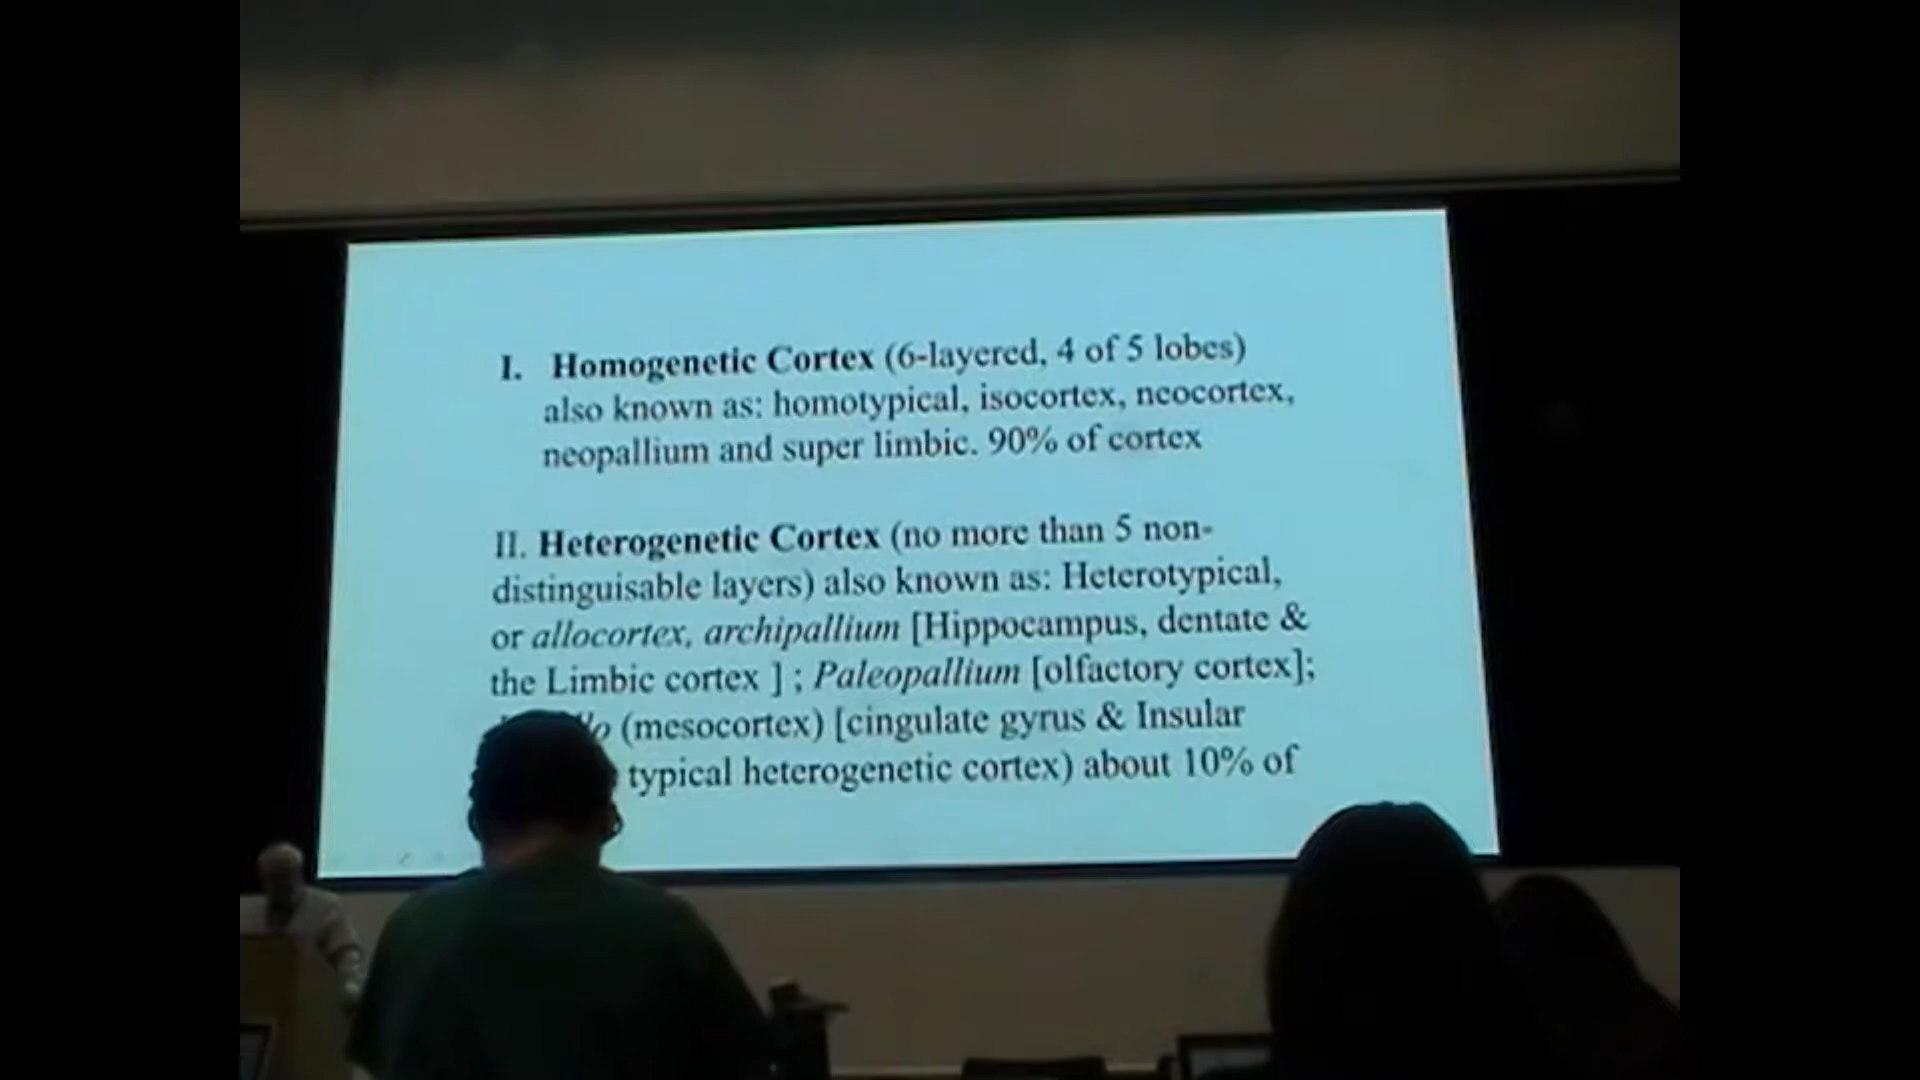 I. Homogenetic Cortex (6-layered, 4 of 5 lobes)
also known as: homotypical, isocortex, neocortex,
neopallium and super limbic. 90% of cortex
II. Heterogenetic Cortex (no more than 5 non-
distinguisable layers) also known as: Heterotypical,
or allocortex, archipallium [Hippocampus, dentate &
the Limbic cortex ] ; Paleopallium [olfactory cortex];
(mesocortex) [cingulate gyrus & Insular
typical heterogenetic cortex) about 10% of